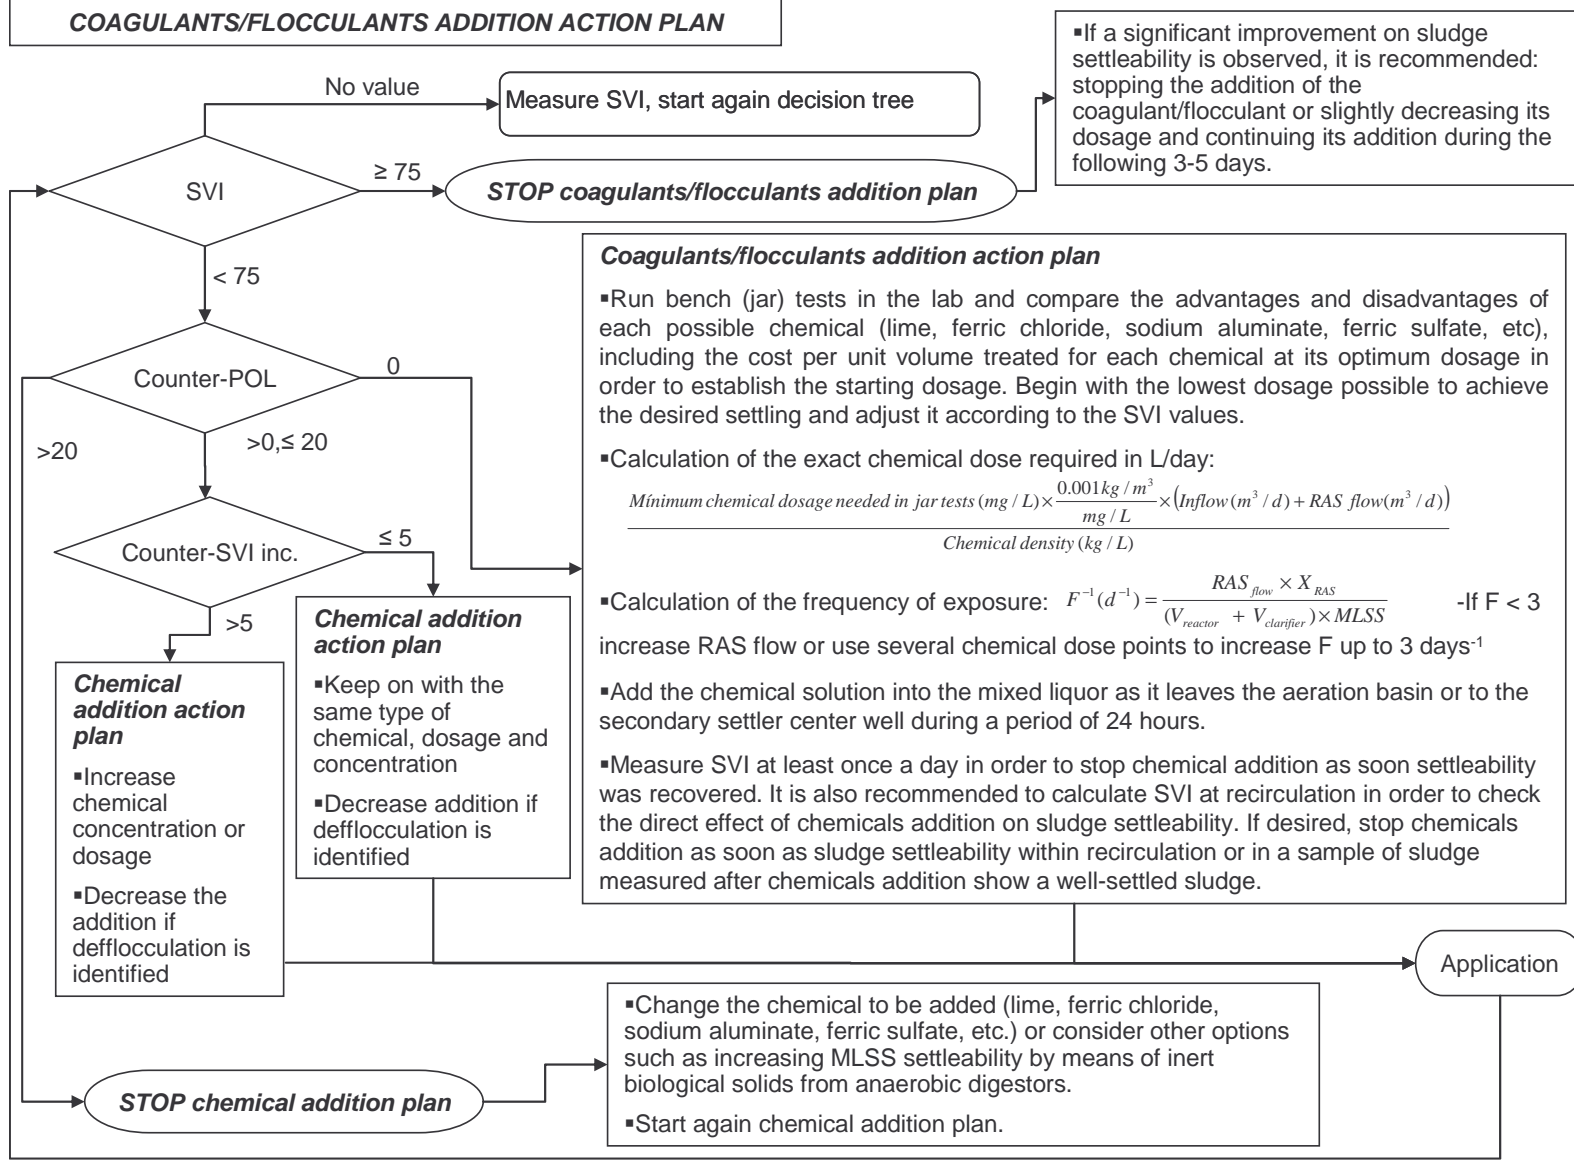 COAGULANTS/FLOCCULANTS ADDITION ACTION PLAN
▪If a significant improvement on sludge
settleability is observed, it is recommended:
stopping the addition of the
coagulant/flocculant or slightly decreasing its
dosage and continuing its addition during the
following 3-5 days.
No value
Measure SVI, start again decision tree
SVI
≥ 75
STOP coagulants/flocculants addition plan
< 75
Counter-POL
0
>20
>0,≤ 20
Counter-SVI inc.
≤ 5
>5
Coagulants/flocculants addition action plan
▪Run bench (jar) tests in the lab and compare the advantages and disadvantages of
each possible chemical (lime, ferric chloride, sodium aluminate, ferric sulfate, etc),
including the cost per unit volume treated for each chemical at its optimum dosage in
order to establish the starting dosage. Begin with the lowest dosage possible to achieve
the desired settling and adjust it according to the SVI values.
▪Calculation of the exact chemical dose required in L/day:
Mínimum chemical dosage needed in jar tests (mg / L) × 0.001kg / m³ / mg / L × (Inflow(m³ / d) + RAS flow(m³ / d))
Chemical density (kg / L)
▪Calculation of the frequency of exposure: F⁻¹(d⁻¹) = RAS_flow × X_RAS / (V_reactor + V_clarifier) × MLSS -If F < 3
increase RAS flow or use several chemical dose points to increase F up to 3 days⁻¹
▪Add the chemical solution into the mixed liquor as it leaves the aeration basin or to the
secondary settler center well during a period of 24 hours.
▪Measure SVI at least once a day in order to stop chemical addition as soon settleability
was recovered. It is also recommended to calculate SVI at recirculation in order to check
the direct effect of chemicals addition on sludge settleability. If desired, stop chemicals
addition as soon as sludge settleability within recirculation or in a sample of sludge
measured after chemicals addition show a well-settled sludge.
Chemical addition
action plan
▪Keep on with the
same type of
chemical, dosage and
concentration
▪Decrease addition if
defflocculation is
identified
Chemical
addition action
plan
▪Increase
chemical
concentration or
dosage
▪Decrease the
addition if
defflocculation is
identified
Application
▪Change the chemical to be added (lime, ferric chloride,
sodium aluminate, ferric sulfate, etc.) or consider other options
such as increasing MLSS settleability by means of inert
biological solids from anaerobic digestors.
▪Start again chemical addition plan.
STOP chemical addition plan